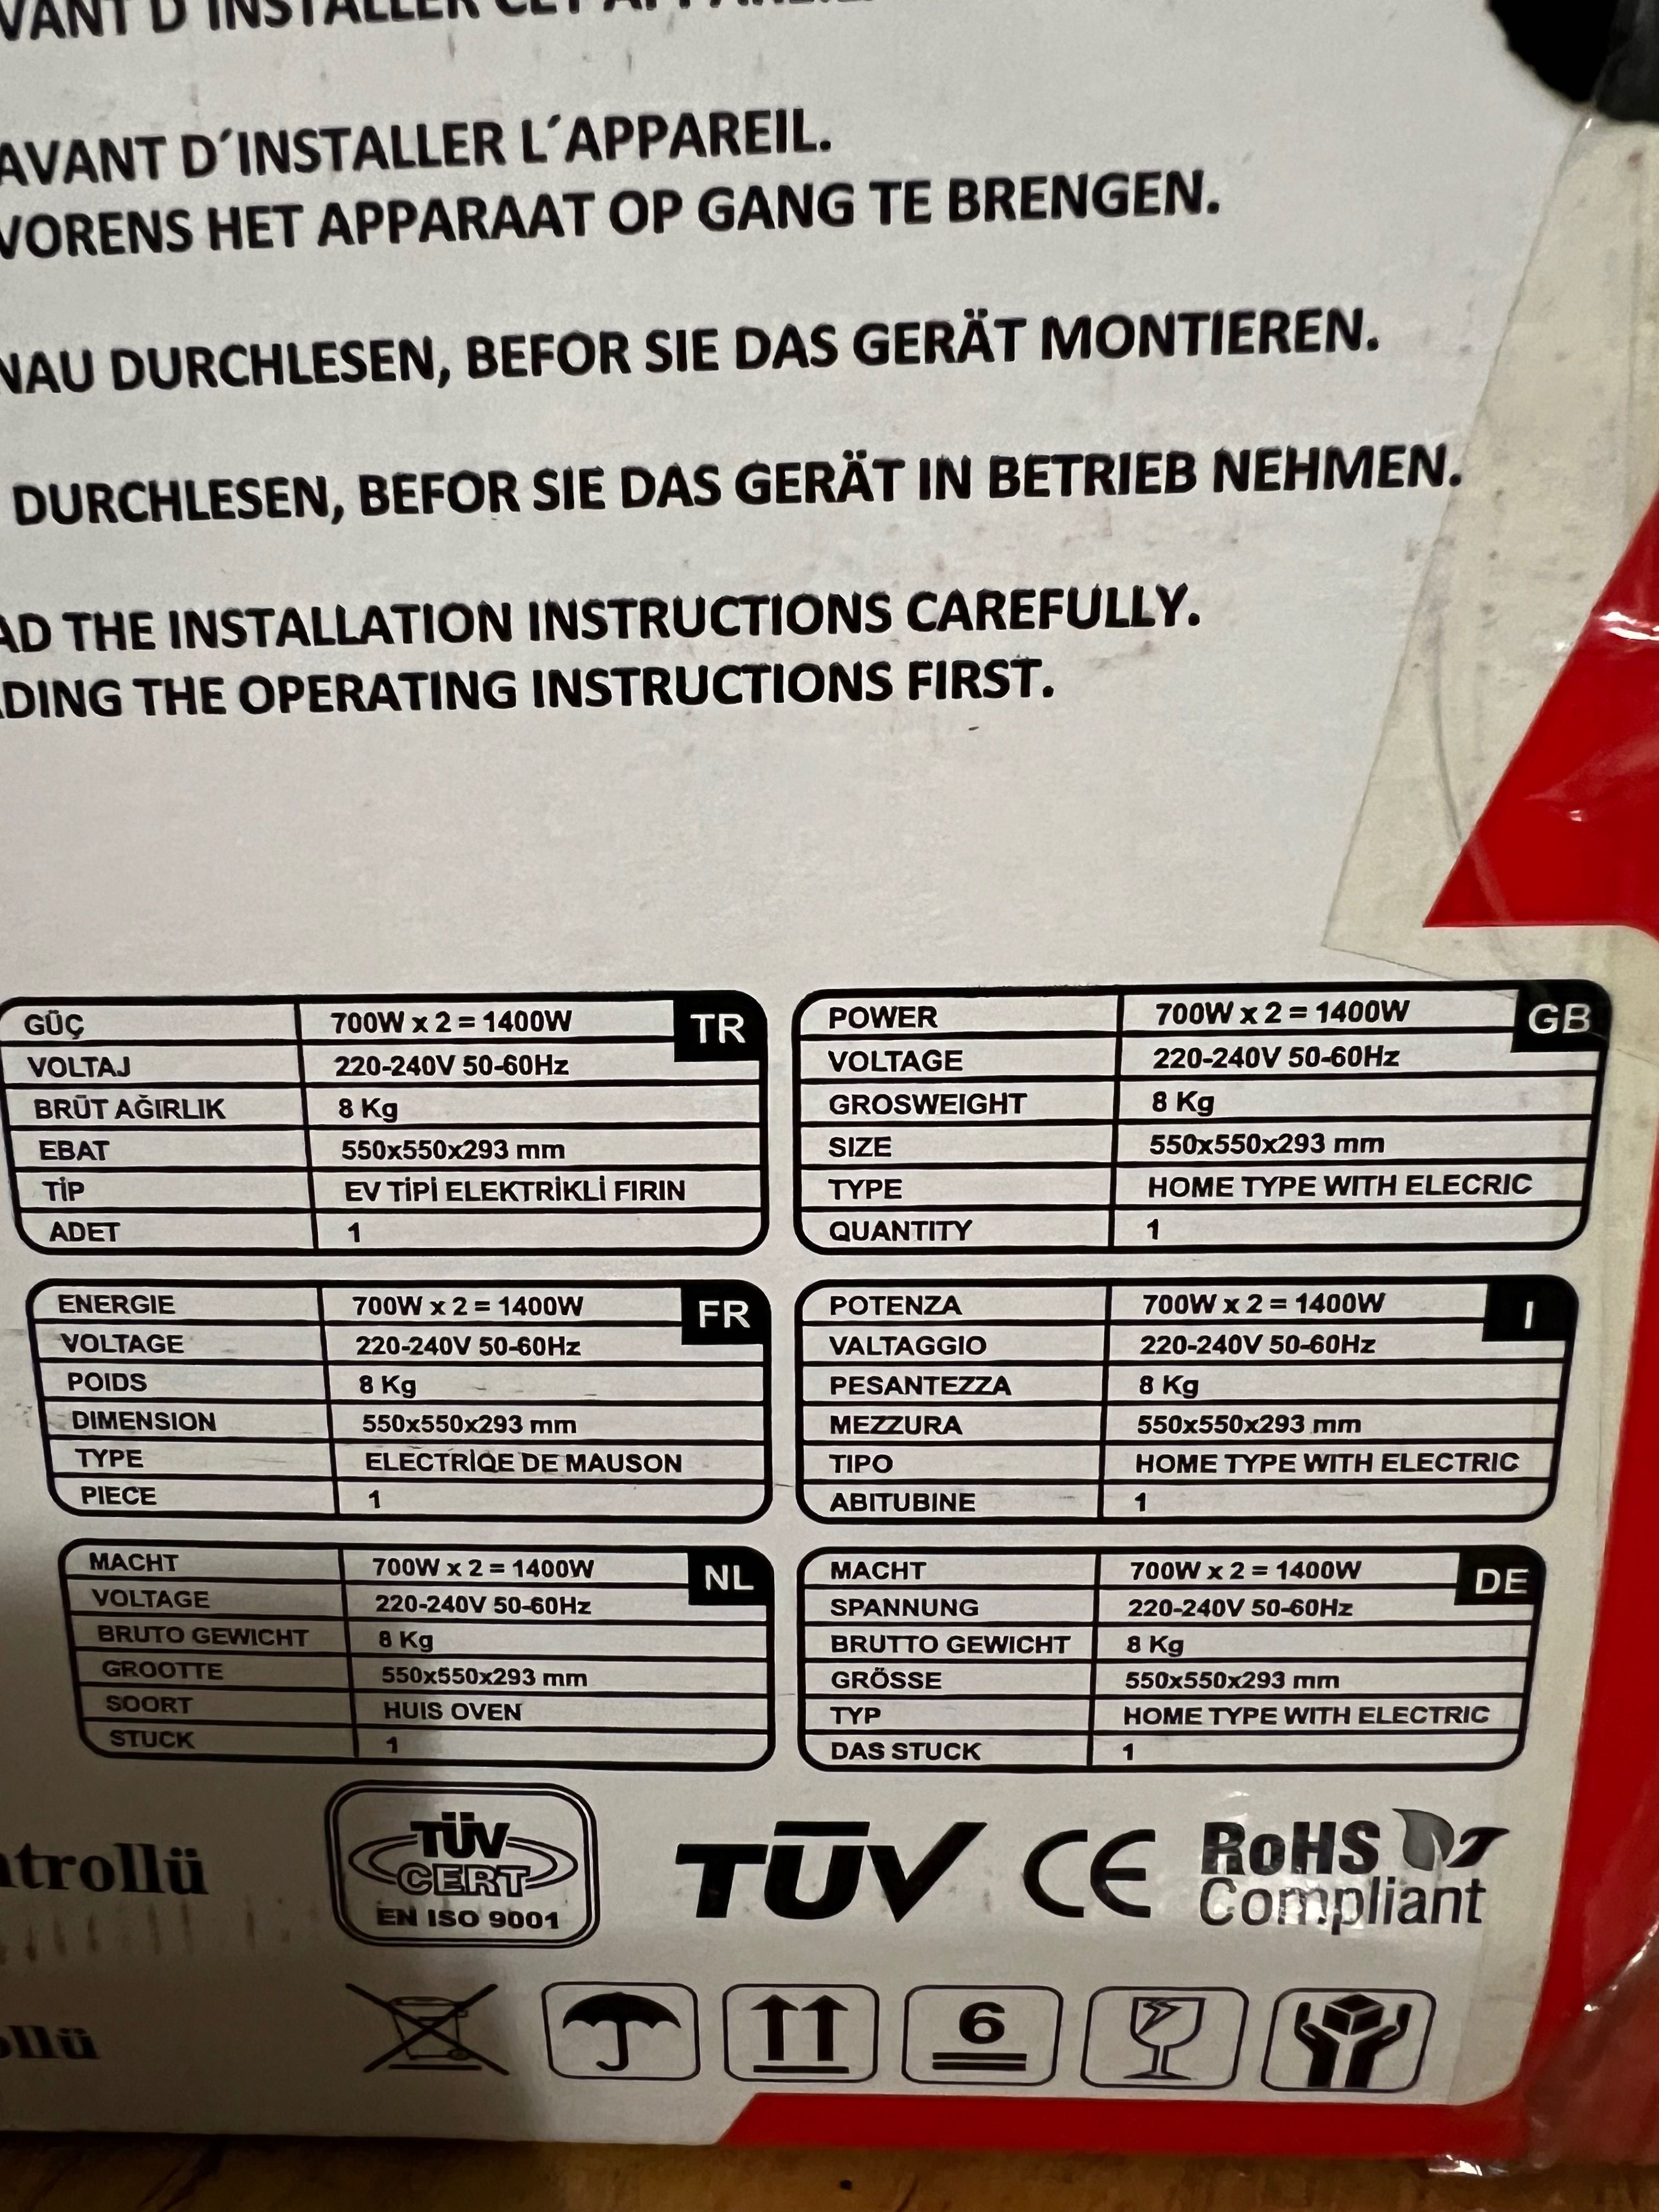 AVANT D´INSTALLER L´APPAREIL.
VORENS HET APPARAAT OP GANG TE BRENGEN.
DURCHLESEN, BEFOR SIE DAS GERÄT MONTIEREN.
DURCHLESEN, BEFOR SIE DAS GERÄT IN BETRIEB NEHMEN.
THE INSTALLATION INSTRUCTIONS CAREFULLY.
THE OPERATING INSTRUCTIONS FIRST.
GÜÇ 700W x 2 = 1400W TR
VOLTAJ 220-240V 50-60Hz
BRÜT AĞIRLIK 8 Kg
EBAT 550x550x293 mm
TİP EV TİPİ ELEKTRİKLİ FIRIN
ADET 1
POWER 700W x 2 = 1400W GB
VOLTAGE 220-240V 50-60Hz
GROSWEIGHT 8 Kg
SIZE 550x550x293 mm
TYPE HOME TYPE WITH ELECRIC
QUANTITY 1
ENERGIE 700W x 2 = 1400W FR
VOLTAGE 220-240V 50-60Hz
POIDS 8 Kg
DIMENSION 550x550x293 mm
TYPE ELECTRİQE DE MAUSON
PIECE 1
POTENZA 700W x 2 = 1400W I
VALTAGGIO 220-240V 50-60Hz
PESANTEZZA 8 Kg
MEZZURA 550x550x293 mm
TIPO HOME TYPE WITH ELECTRIC
ABITUBINE 1
MACHT 700W x 2 = 1400W NL
VOLTAGE 220-240V 50-60Hz
BRUTO GEWICHT 8 Kg
GROOTTE 550x550x293 mm
SOORT HUIS OVEN
STUCK 1
MACHT 700W x 2 = 1400W DE
SPANNUNG 220-240V 50-60Hz
BRUTTO GEWICHT 8 Kg
GRÖSSE 550x550x293 mm
TYP HOME TYPE WITH ELECTRIC
DAS STUCK 1
TÜV
CERT
EN ISO 9001
TÜV CE RoHS
Compliant
6